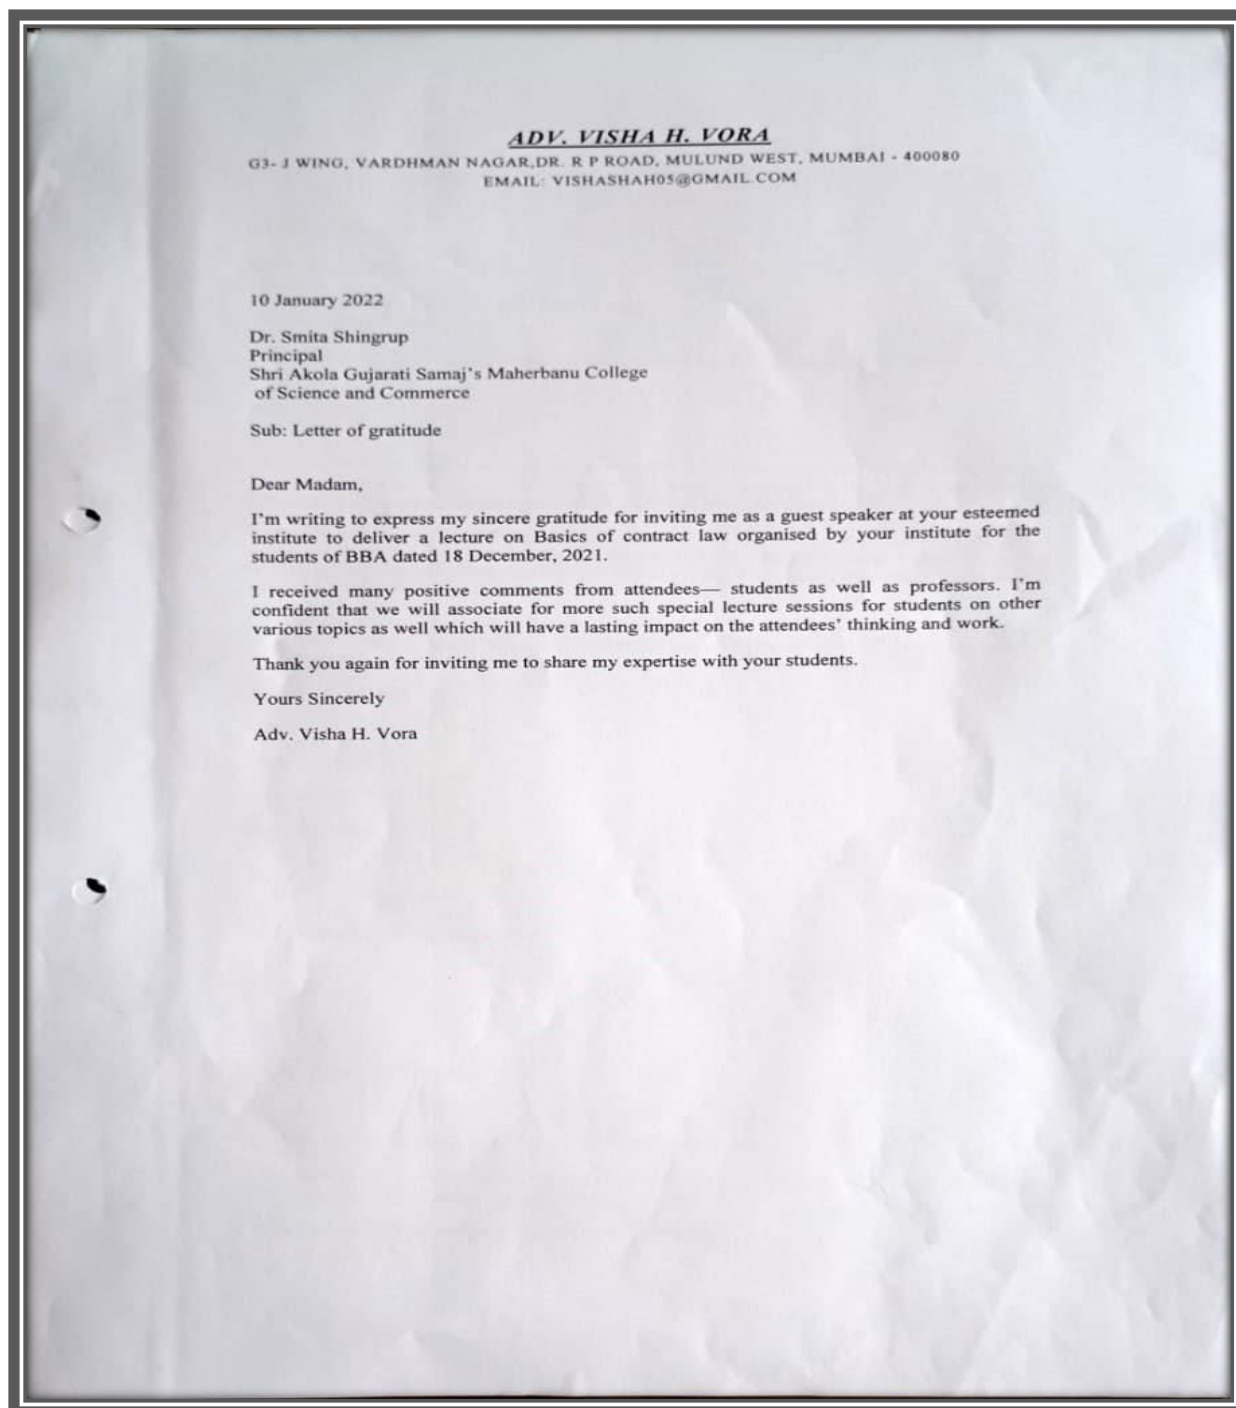 ADV. VISHA H. VORA
G3- J WING, VARDHMAN NAGAR,DR. R P ROAD, MULUND WEST, MUMBAI - 400080
EMAIL: VISHASHAH05@GMAIL.COM
10 January 2022
Dr. Smita Shingrup
Principal
Shri Akola Gujarati Samaj's Maherbanu College
of Science and Commerce
Sub: Letter of gratitude
Dear Madam,
I'm writing to express my sincere gratitude for inviting me as a guest speaker at your esteemed
institute to deliver a lecture on Basics of contract law organised by your institute for the
students of BBA dated 18 December, 2021.
I received many positive comments from attendees— students as well as professors. I'm
confident that we will associate for more such special lecture sessions for students on other
various topics as well which will have a lasting impact on the attendees' thinking and work.
Thank you again for inviting me to share my expertise with your students.
Yours Sincerely
Adv. Visha H. Vora